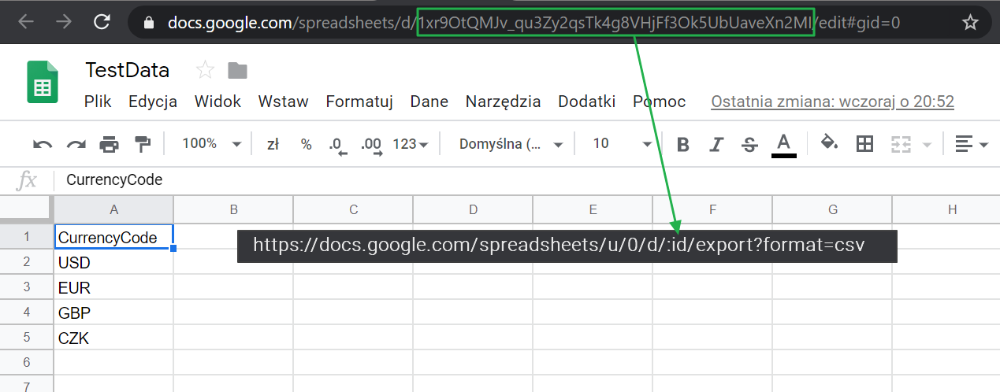 docs.google.com/spreadsheets/d/1xr9OtQMJv_qu3Zy2qsTk4g8VHjFf3Ok5UbUaveXn2MI/edit#gid=0
TestData
Plik Edycja Widok Wstaw Formatuj Dane Narzędzia Dodatki Pomoc Ostatnia zmiana: wczoraj o 20:52
100% zł % .0 .00 123 Domyślna (... 10 B I S A
fx CurrencyCode
A B C D E F G H
1 CurrencyCode
https://docs.google.com/spreadsheets/u/0/d/:id/export?format=csv
2 USD
3 EUR
4 GBP
5 CZK
6
7